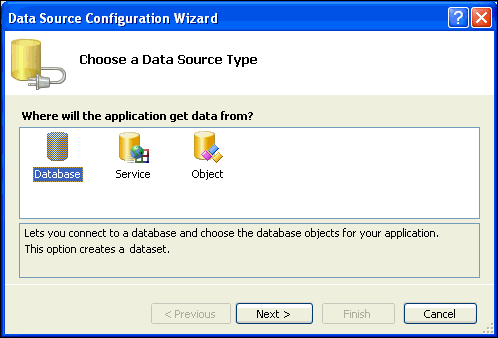 Data Source Configuration Wizard
Choose a Data Source Type
Where will the application get data from?
Database Service Object
Lets you connect to a database and choose the database objects for your application.
This option creates a dataset.
< Previous Next > Finish Cancel